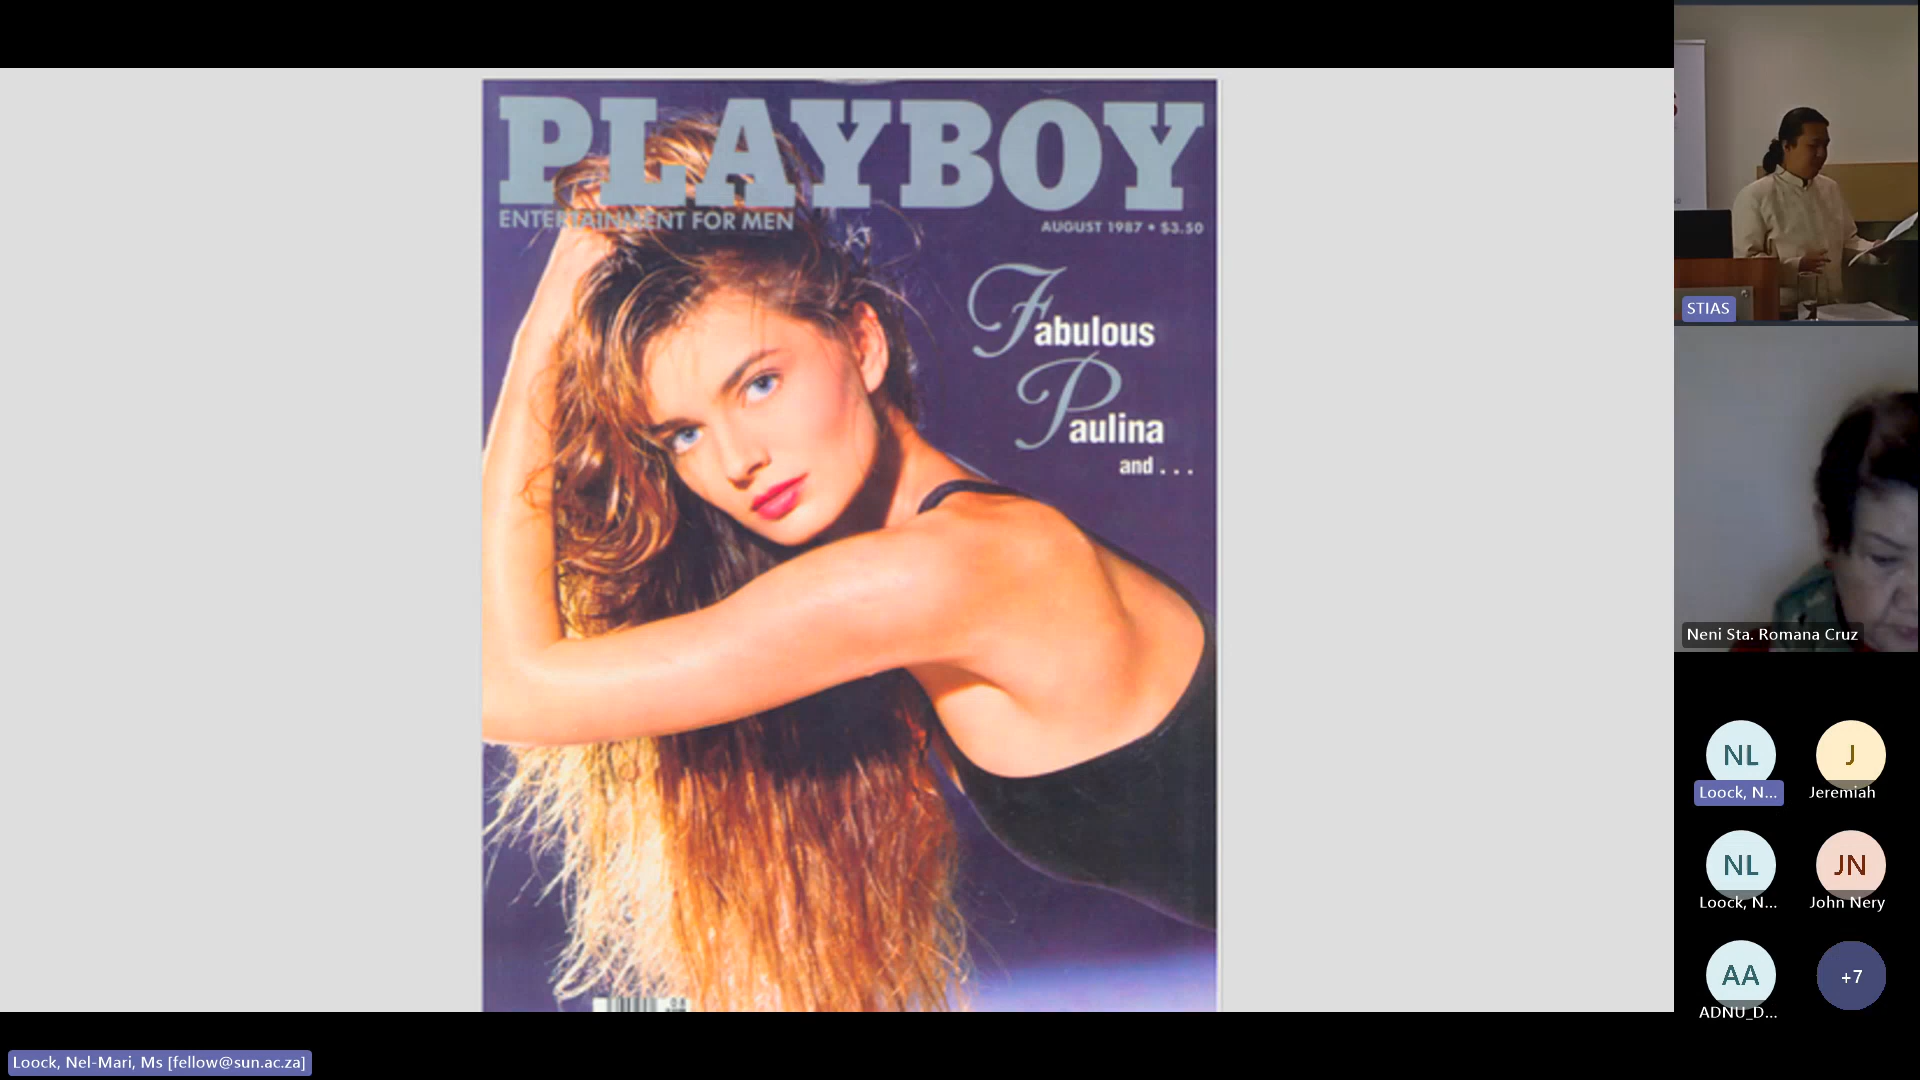 PLAYBOY
ENTERTAINMENT FOR MEN
AUGUST 1987 • $3.50
Fabulous
Paulina
and . . .
08
STIAS
Neni Sta. Romana Cruz
NL
Loock, N...
J
Jeremiah
NL
Loock, N...
JN
John Nery
AA
ADNU_D...
+7
Loock, Nel-Mari, Ms [fellow@sun.ac.za]